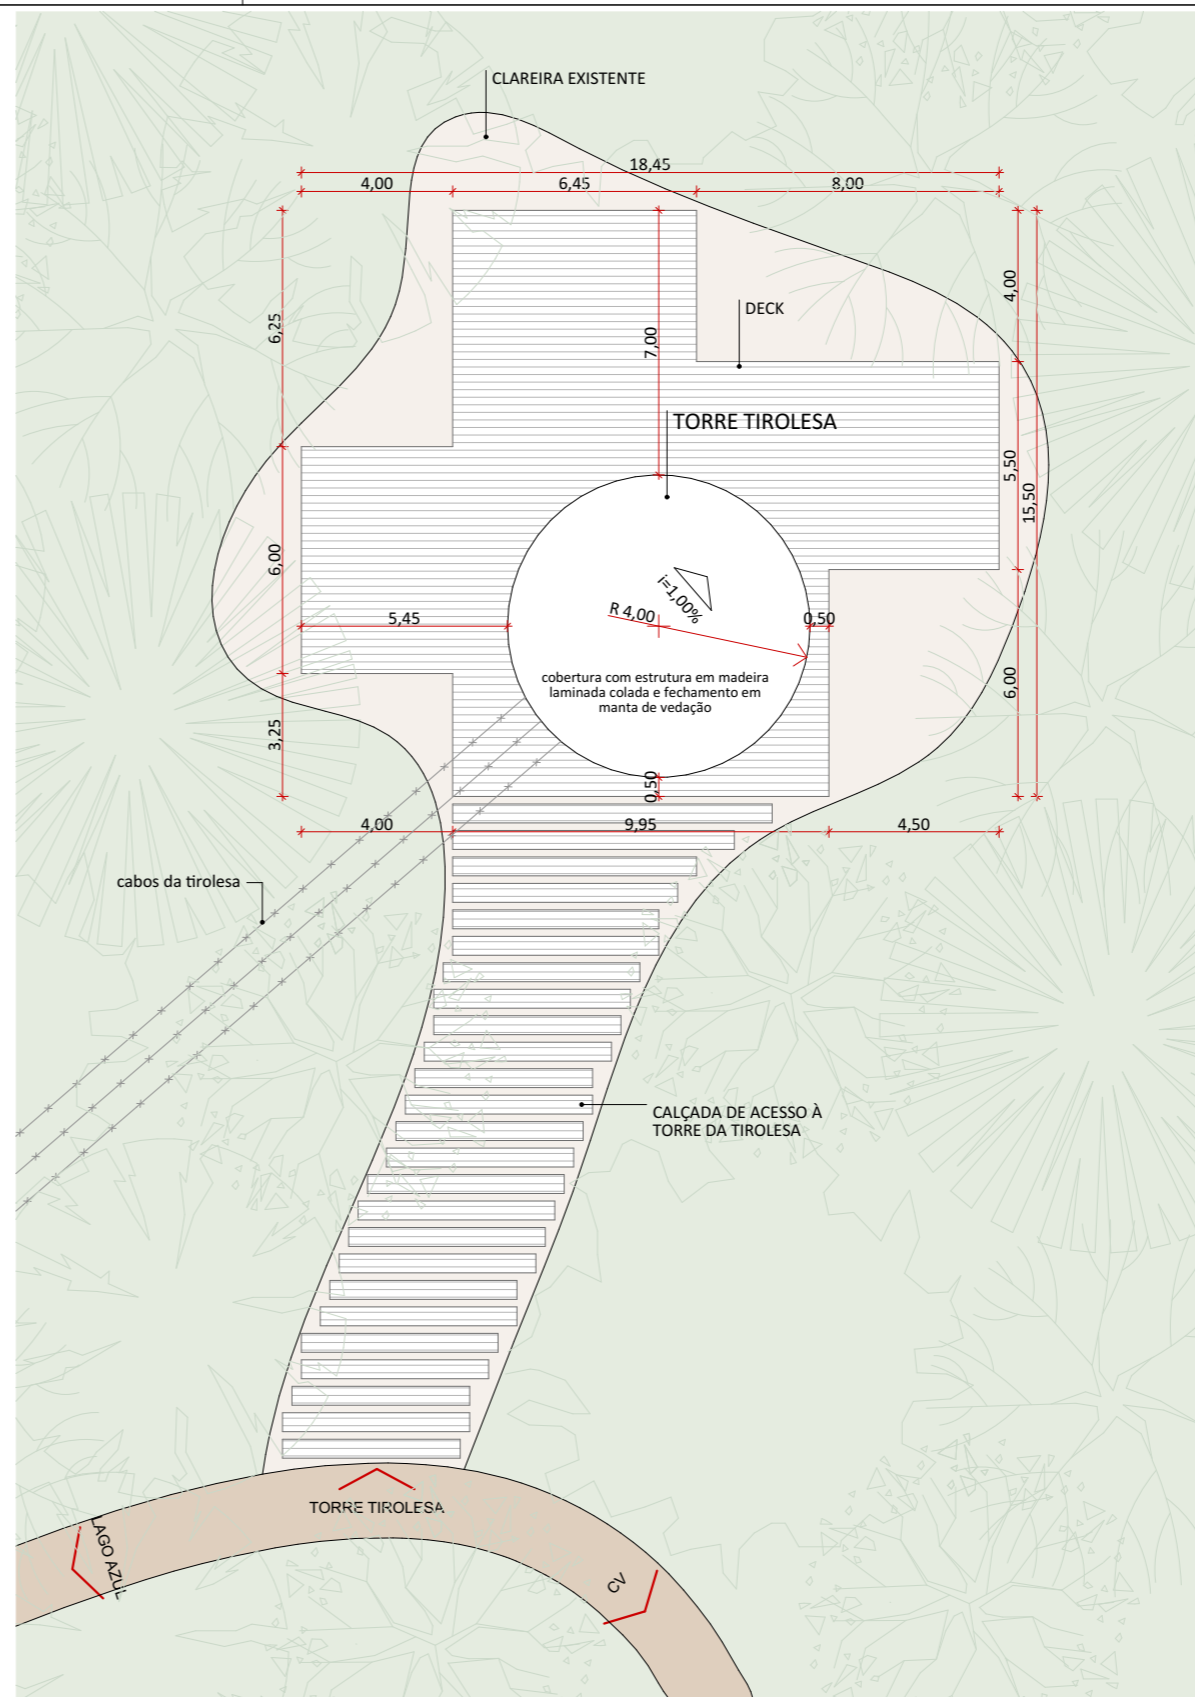 CLAREIRA EXISTENTE
18,45
4,00
6,45
8,00
6,25
7,00
4,00
DECK
TORRE TIROLESA
5,50
15,50
6,00
i=1,00%
R 4,00
5,45
0,50
cobertura com estrutura em madeira
laminada colada e fechamento em
manta de vedação
6,00
3,25
0,50
4,00
9,95
4,50
cabos da tirolesa
CALÇADA DE ACESSO À
TORRE DA TIROLESA
TORRE TIROLESA
LAGO AZUL
CV